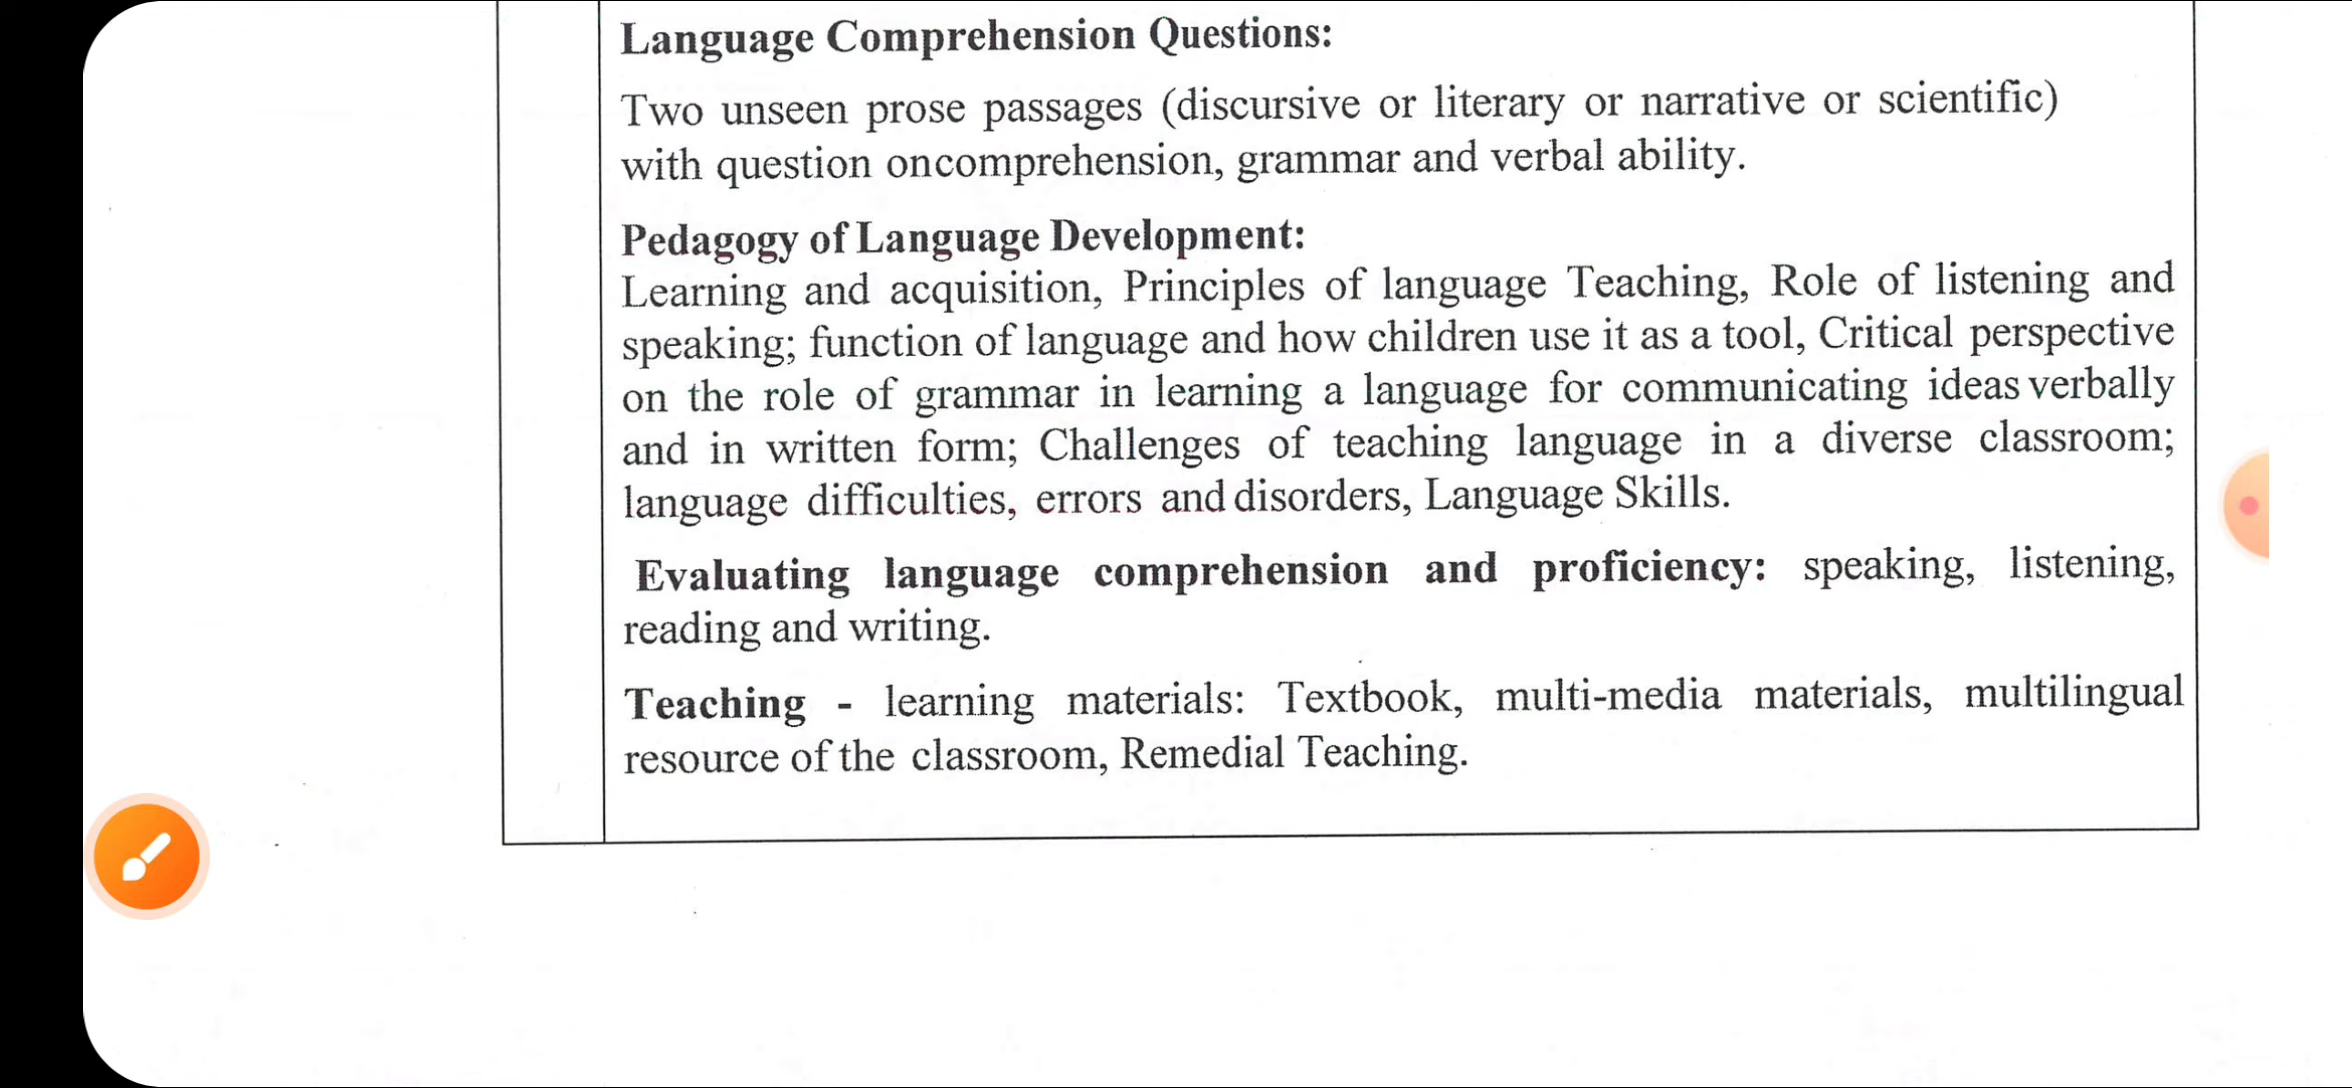 Language Comprehension Questions:
Two unseen prose passages (discursive or literary or narrative or scientific)
with question oncomprehension, grammar and verbal ability.
Pedagogy of Language Development:
Learning and acquisition, Principles of language Teaching, Role of listening and
speaking; function of language and how children use it as a tool, Critical perspective
on the role of grammar in learning a language for communicating ideas verbally
and in written form; Challenges of teaching language in a diverse classroom;
language difficulties, errors and disorders, Language Skills.
Evaluating language comprehension and proficiency: speaking, listening,
reading and writing.
Teaching - learning materials: Textbook, multi-media materials, multilingual
resource of the classroom, Remedial Teaching.